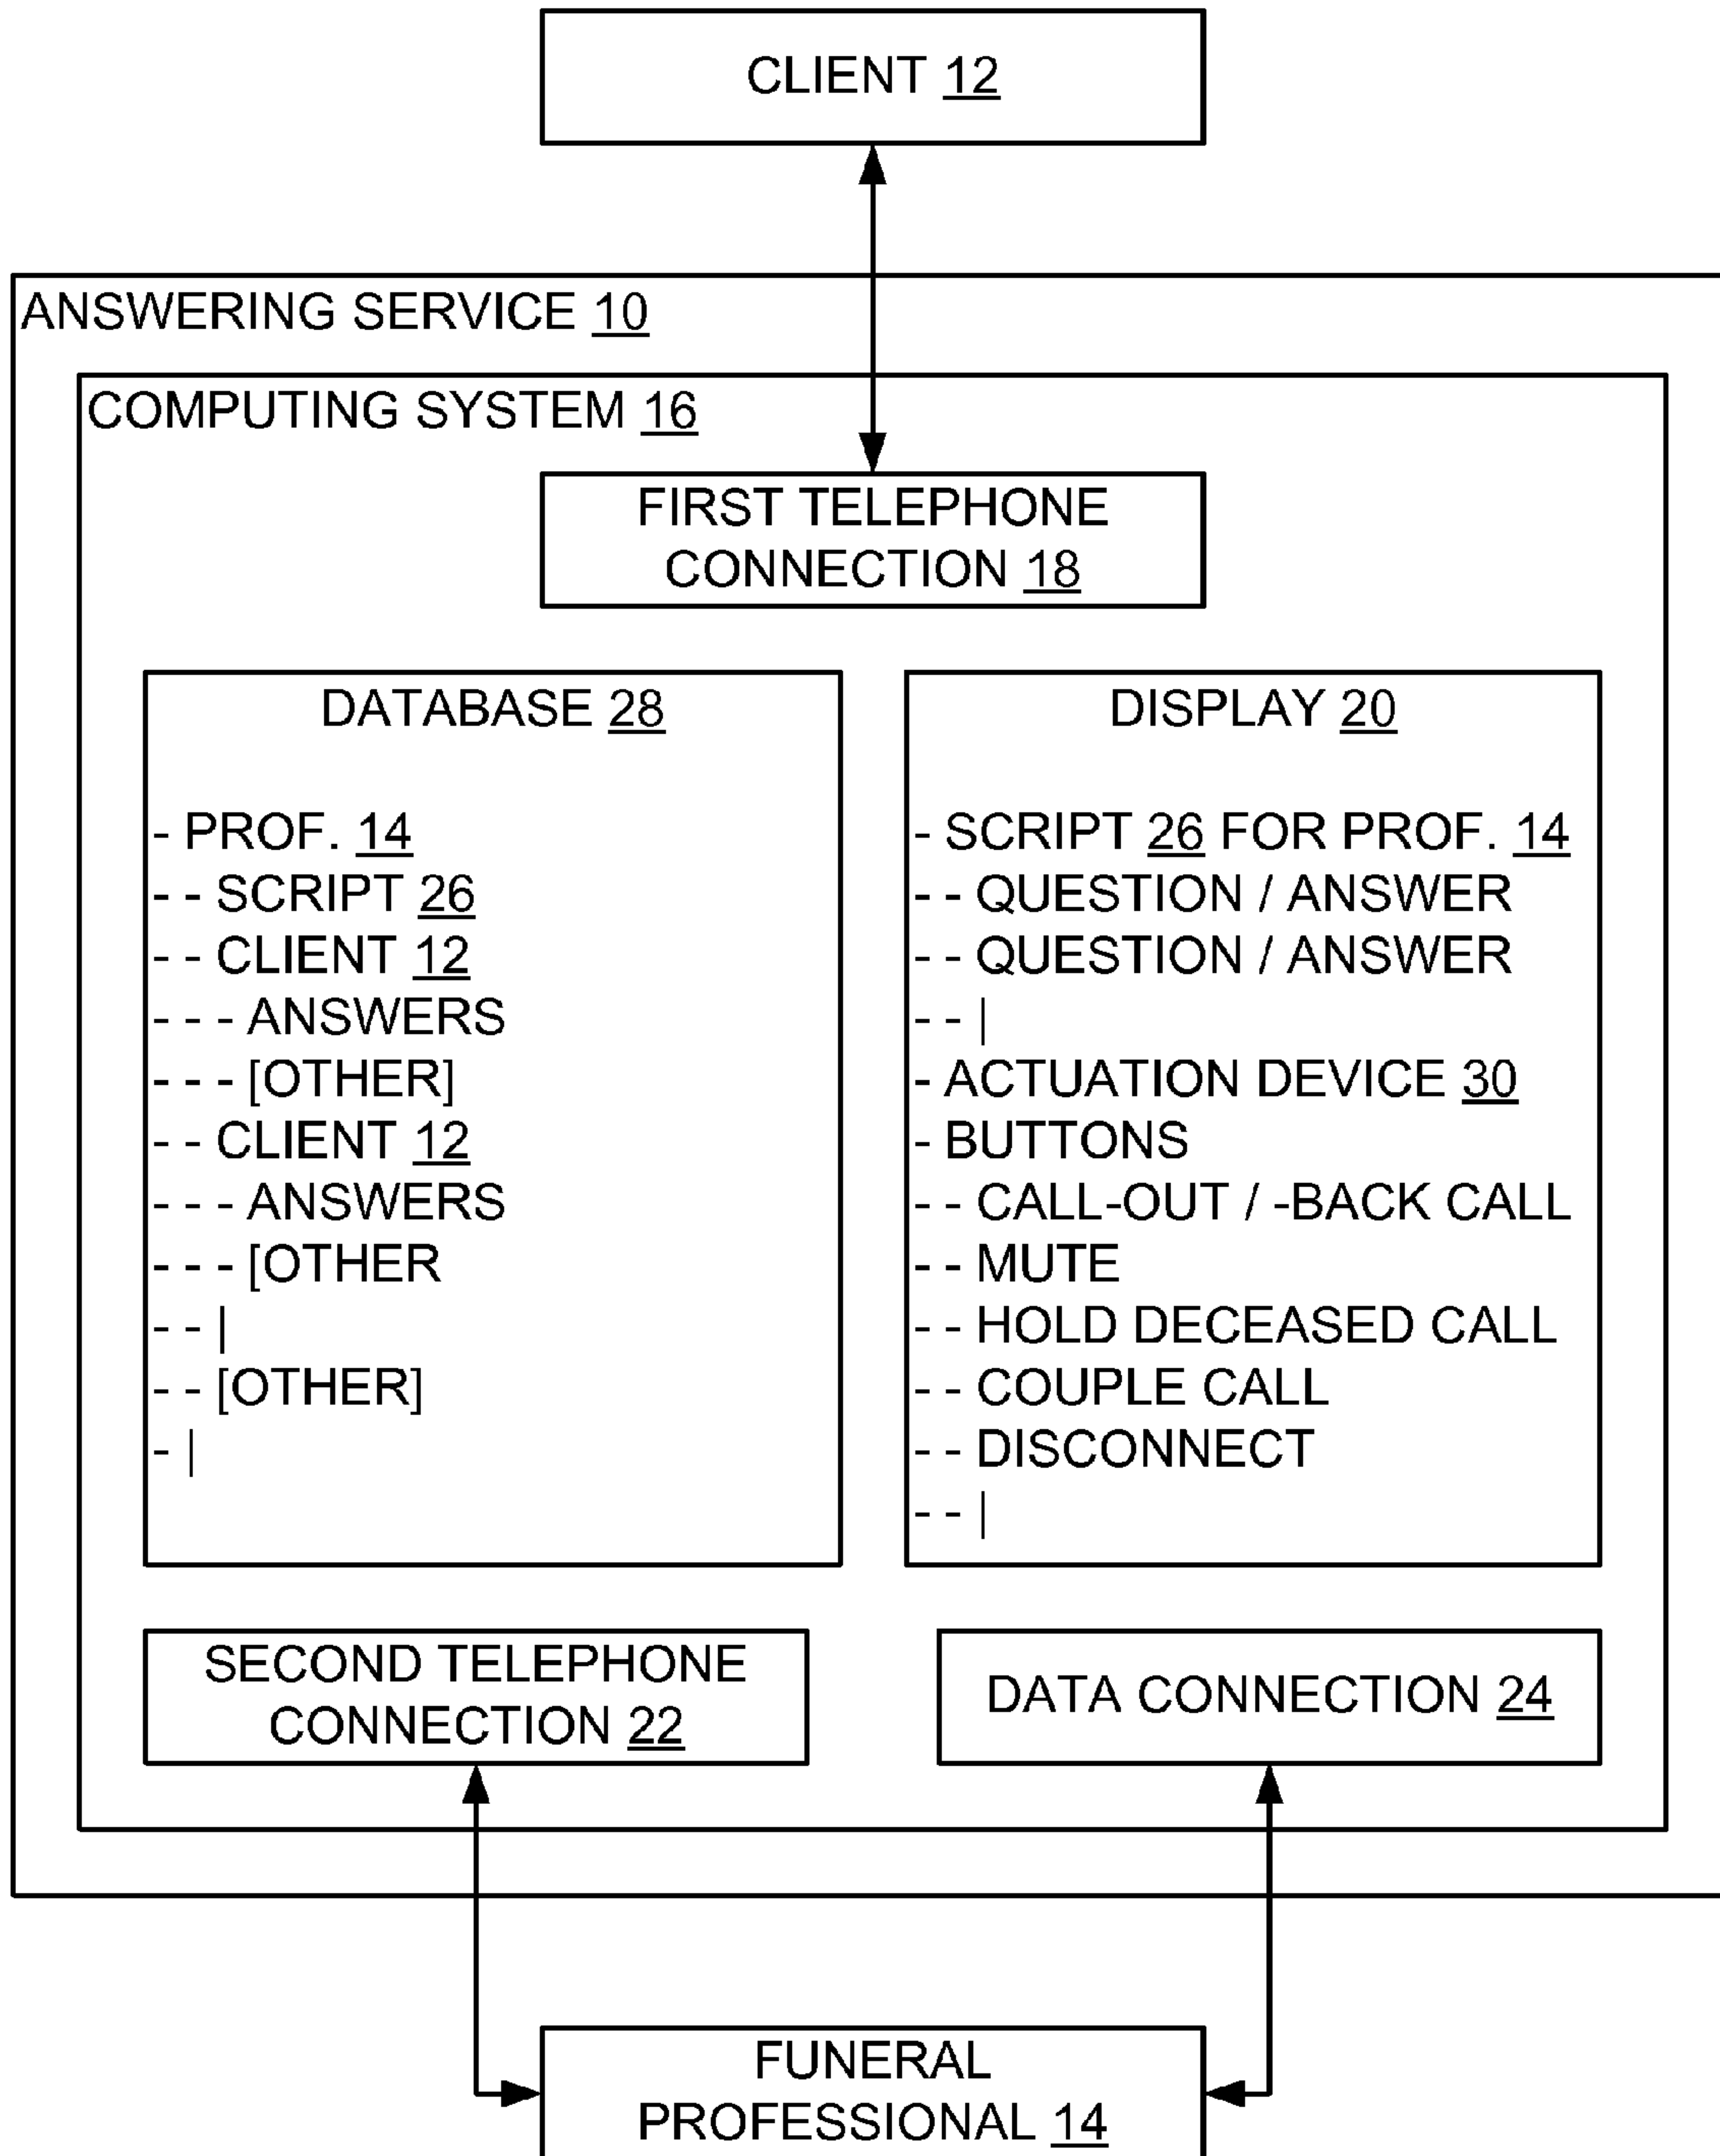 CLIENT 12
ANSWERING SERVICE 10
COMPUTING SYSTEM 16
FIRST TELEPHONE
CONNECTION 18
DATABASE 28
- PROF. 14
- - SCRIPT 26
- - CLIENT 12
- - - ANSWERS
- - - [OTHER]
- - CLIENT 12
- - - ANSWERS
- - - [OTHER
- - |
- - [OTHER]
- |
DISPLAY 20
- SCRIPT 26 FOR PROF. 14
- - QUESTION / ANSWER
- - QUESTION / ANSWER
- - |
- ACTUATION DEVICE 30
- BUTTONS
- - CALL-OUT / -BACK CALL
- - MUTE
- - HOLD DECEASED CALL
- - COUPLE CALL
- - DISCONNECT
- - |
SECOND TELEPHONE
CONNECTION 22
DATA CONNECTION 24
FUNERAL
PROFESSIONAL 14